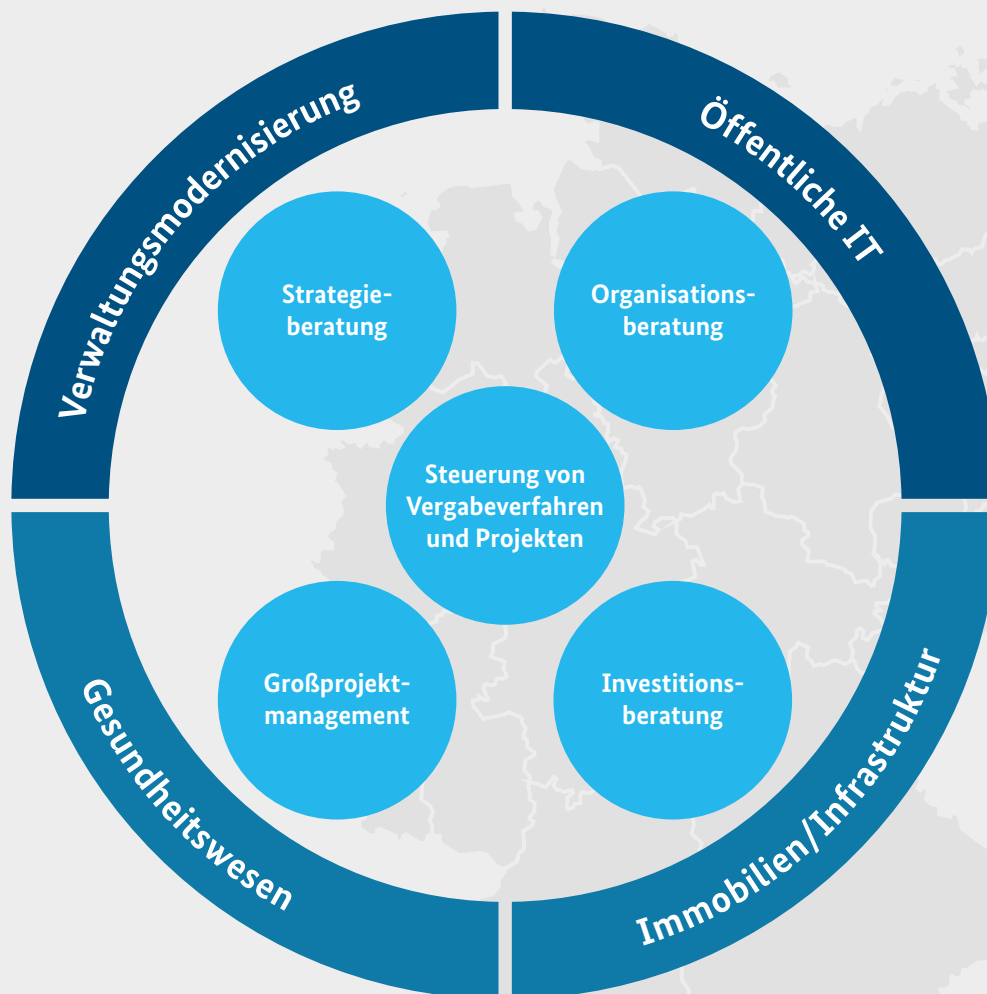 Verwaltungsmodernisierung
Öffentliche IT
Strategie-
beratung
Organisations-
beratung
Steuerung von
Vergabeverfahren
und Projekten
Großprojekt-
management
Investitions-
beratung
Gesundheitswesen
Immobilien/Infrastruktur